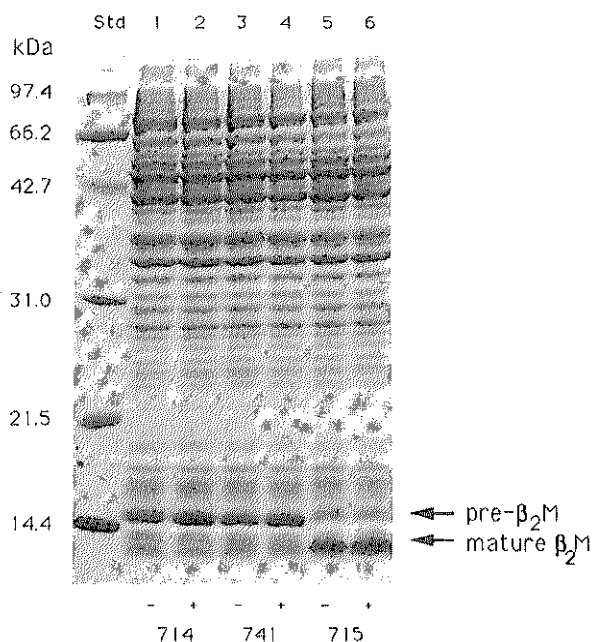 Std 1 2 3 4 5 6
kDa
97.4
66.2
42.7
31.0
21.5
14.4
pre-β₂M
mature β₂M
- + - + - +
714 741 715